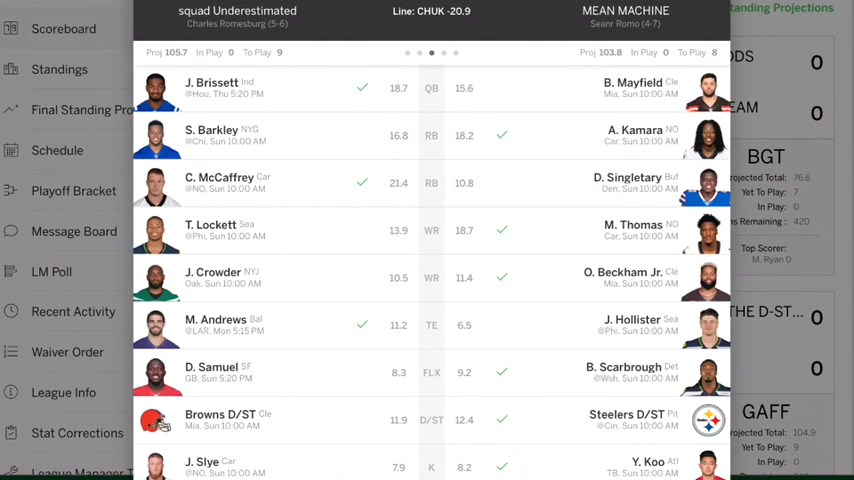 squad Underestimated
Charles Romesburg (5-6)
Line: CHUK -20.9
MEAN MACHINE
Seanr Romo (4-7)
Proj 105.7 In Play 0 To Play 9
Proj 103.8 In Play 0 To Play 8
J. Brissett Ind
@Hou, Thu 5:20 PM
18.7 QB 15.6
B. Mayfield Cle
Mia, Sun 10:00 AM
S. Barkley NYG
@Chi, Sun 10:00 AM
16.8 RB 18.2
A. Kamara NO
Car, Sun 10:00 AM
C. McCaffrey Car
@NO, Sun 10:00 AM
21.4 RB 10.8
D. Singletary Buf
Den, Sun 10:00 AM
T. Lockett Sea
@Phi, Sun 10:00 AM
13.9 WR 18.7
M. Thomas NO
Car, Sun 10:00 AM
J. Crowder NYJ
Oak, Sun 10:00 AM
10.5 WR 11.4
O. Beckham Jr. Cle
Mia, Sun 10:00 AM
M. Andrews Bal
@LAR, Mon 5:15 PM
11.2 TE 6.5
J. Hollister Sea
@Phi, Sun 10:00 AM
D. Samuel SF
GB, Sun 5:20 PM
8.3 FLX 9.2
B. Scarbrough Det
@Wsh, Sun 10:00 AM
Browns D/ST Cle
Mia, Sun 10:00 AM
11.9 D/ST 12.4
Steelers D/ST Pit
@Cin, Sun 10:00 AM
J. Slye Car
@NO, Sun 10:00 AM
7.9 K 8.2
Y. Koo Atl
TB, Sun 10:00 AM
Scoreboard
Standings
Final Standing Pro
Schedule
Playoff Bracket
Message Board
LM Poll
Recent Activity
Waiver Order
League Info
Stat Corrections
League Manager T
tanding Projections
ODS 0
EAM 0
BGT
rojected Total: 76.6
Yet To Play: 7
In Play: 0
ns Remaining: 420
Top Scorer:
M. Ryan 0
THE D-ST... 0
0
GAFF
rojected Total: 104.9
Yet To Play: 9
In Play: 0